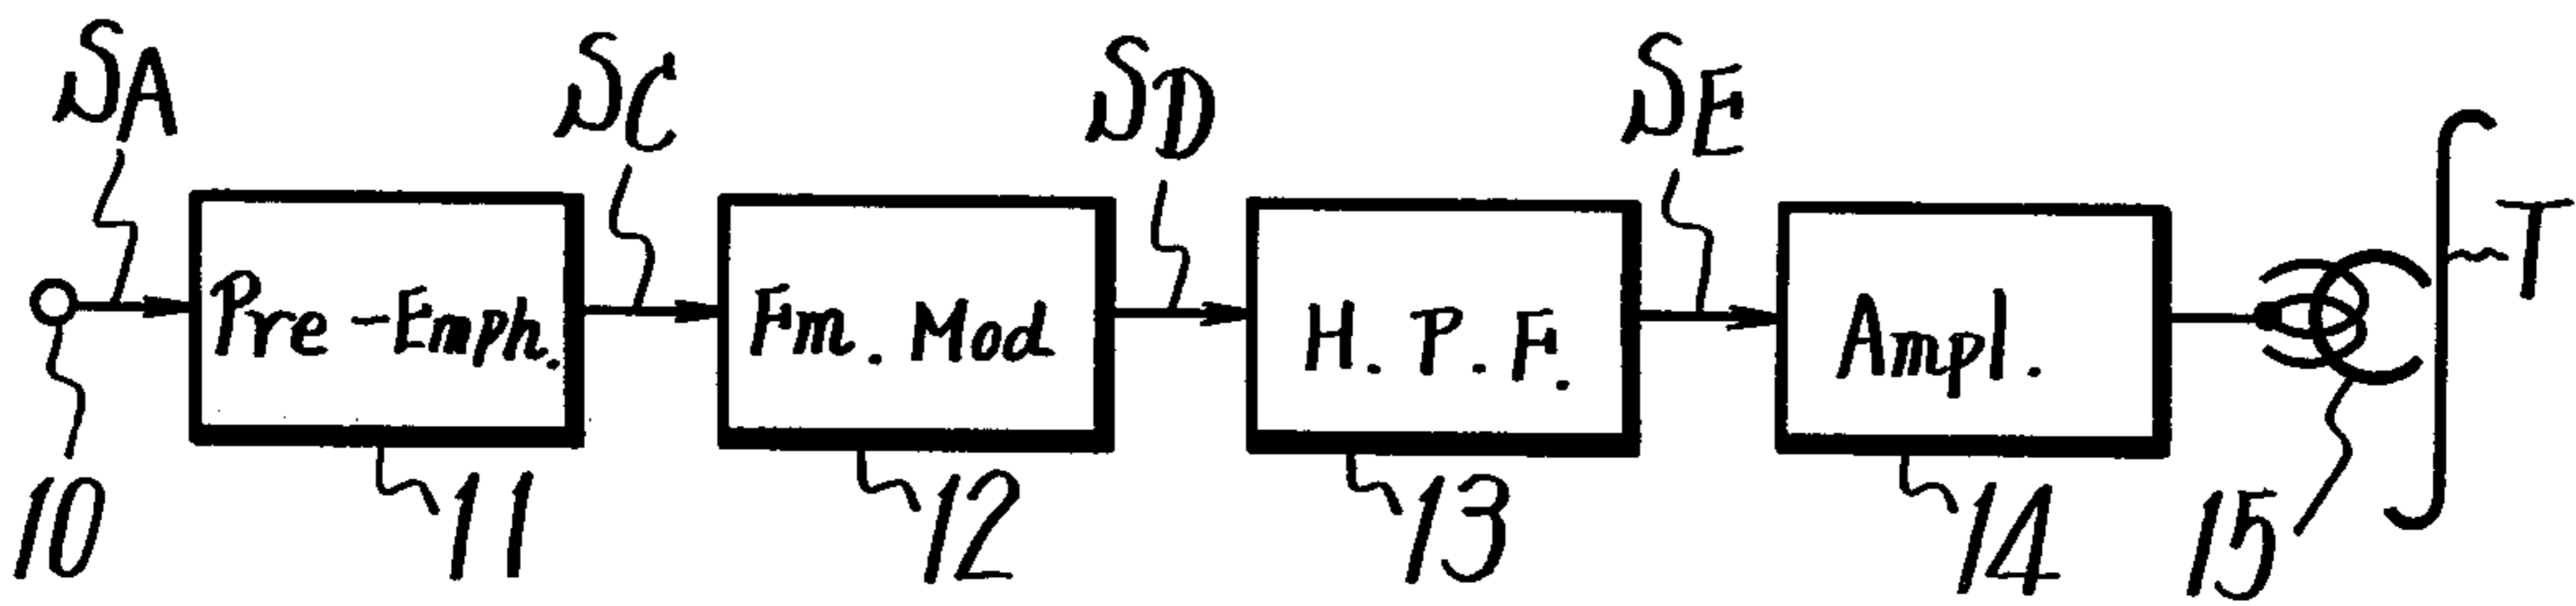 SA
SC
SD
SE
T
Pre-Emph.
Fm. Mod
H. P. F.
Ampl.
10
11
12
13
14
15